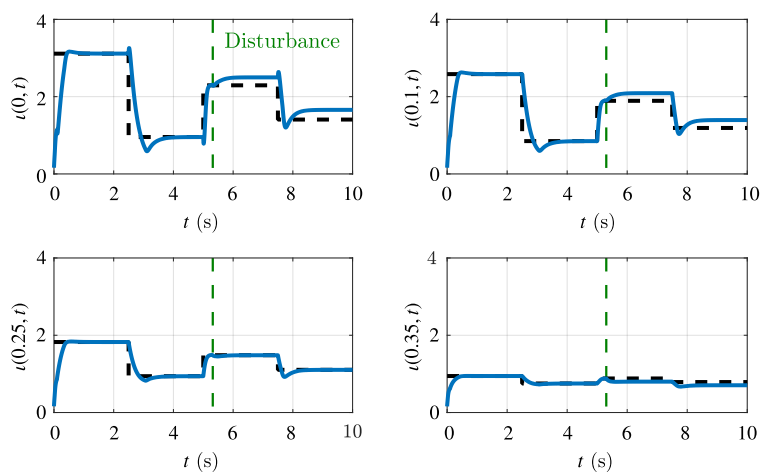 4
2
0
0 2 4 6 8 10
t (s)
ι(0, t)
Disturbance
4
2
0
0 2 4 6 8 10
t (s)
ι(0.1, t)
4
2
0
0 2 4 6 8 10
t (s)
ι(0.25, t)
4
2
0
0 2 4 6 8 10
t (s)
ι(0.35, t)